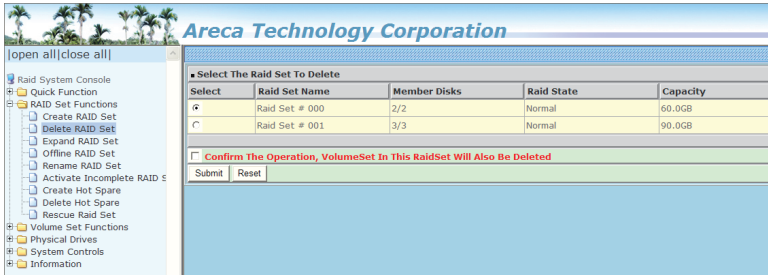 Areca Technology Corporation
|open all|close all|
Raid System Console
Quick Function
RAID Set Functions
Create RAID Set
Delete RAID Set
Expand RAID Set
Offline RAID Set
Rename RAID Set
Activate Incomplete RAID S
Create Hot Spare
Delete Hot Spare
Rescue Raid Set
Volume Set Functions
Physical Drives
System Controls
Information
Select The Raid Set To Delete
Select Raid Set Name Member Disks Raid State Capacity
Raid Set # 000 2/2 Normal 60.0GB
Raid Set # 001 3/3 Normal 90.0GB
Confirm The Operation, VolumeSet In This RaidSet Will Also Be Deleted
Submit Reset